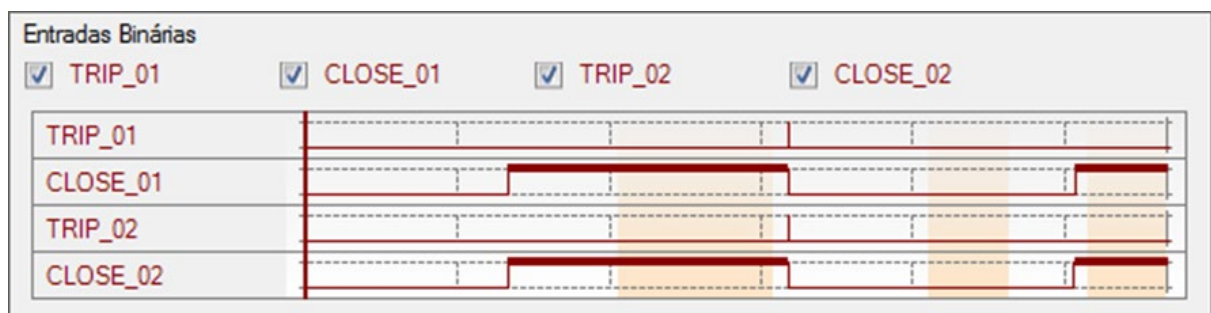 Entradas Binárias
TRIP_01 CLOSE_01 TRIP_02 CLOSE_02
TRIP_01
CLOSE_01
TRIP_02
CLOSE_02